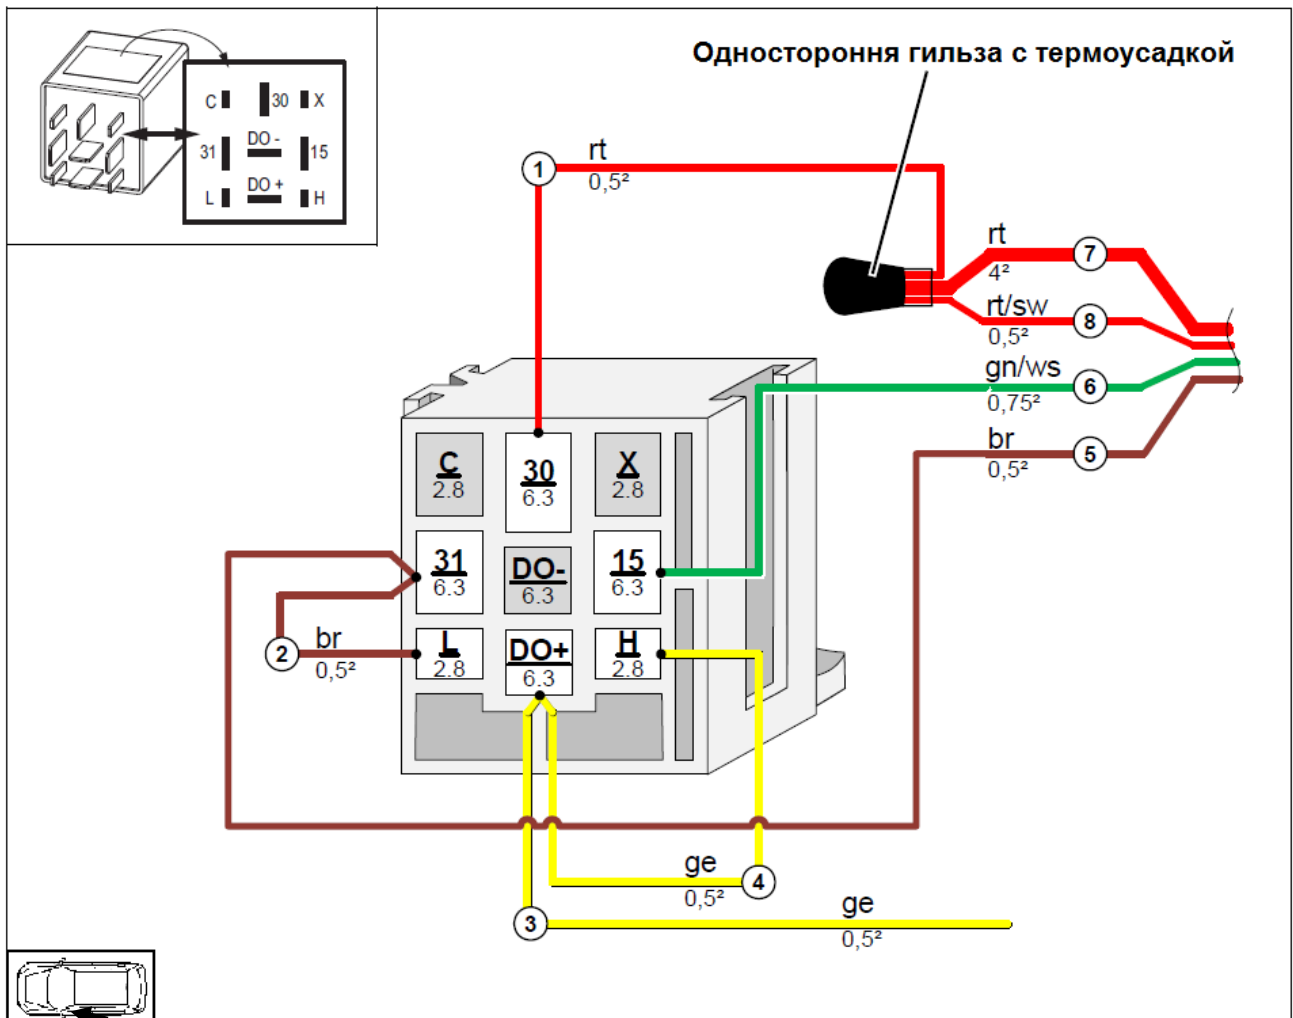 Одностороння гильза с термоусадкой
C 30 X
31 DO - 15
L DO + H
1
rt
0,5²
rt
7
4²
rt/sw
8
0,5²
gn/ws
6
0,75²
br
5
0,5²
C
2.8
30
6.3
X
2.8
31
6.3
DO-
6.3
15
6.3
L
2.8
DO+
6.3
H
2.8
2
br
0,5²
ge
4
0,5²
3
ge
0,5²